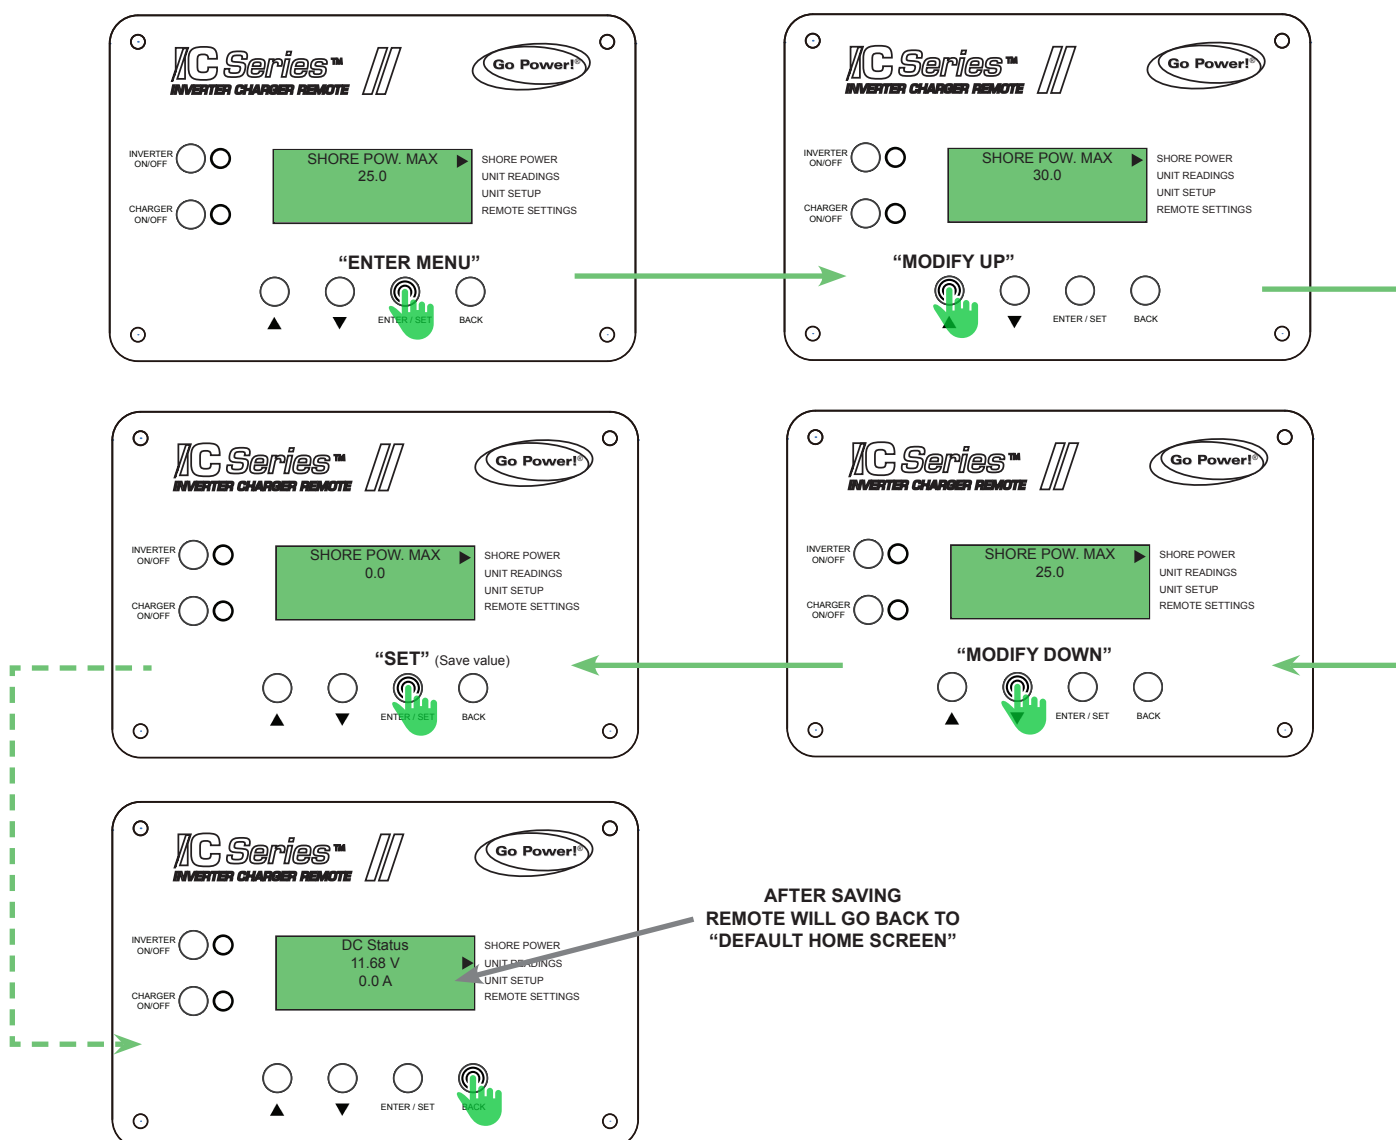 IC Series™
INVERTER CHARGER REMOTE
Go Power!®
INVERTER
ON/OFF
CHARGER
ON/OFF
SHORE POW. MAX
25.0
SHORE POWER
UNIT READINGS
UNIT SETUP
REMOTE SETTINGS
“ENTER MENU”
ENTER / SET
BACK
IC Series™
INVERTER CHARGER REMOTE
Go Power!®
INVERTER
ON/OFF
CHARGER
ON/OFF
SHORE POW. MAX
30.0
SHORE POWER
UNIT READINGS
UNIT SETUP
REMOTE SETTINGS
“MODIFY UP”
ENTER / SET
BACK
IC Series™
INVERTER CHARGER REMOTE
Go Power!®
INVERTER
ON/OFF
CHARGER
ON/OFF
SHORE POW. MAX
25.0
SHORE POWER
UNIT READINGS
UNIT SETUP
REMOTE SETTINGS
“MODIFY DOWN”
ENTER / SET
BACK
IC Series™
INVERTER CHARGER REMOTE
Go Power!®
INVERTER
ON/OFF
CHARGER
ON/OFF
SHORE POW. MAX
0.0
SHORE POWER
UNIT READINGS
UNIT SETUP
REMOTE SETTINGS
“SET” (Save value)
ENTER / SET
BACK
IC Series™
INVERTER CHARGER REMOTE
Go Power!®
INVERTER
ON/OFF
CHARGER
ON/OFF
DC Status
11.68 V
0.0 A
SHORE POWER
UNIT READINGS
UNIT SETUP
REMOTE SETTINGS
ENTER / SET
BACK
AFTER SAVING
REMOTE WILL GO BACK TO
“DEFAULT HOME SCREEN”